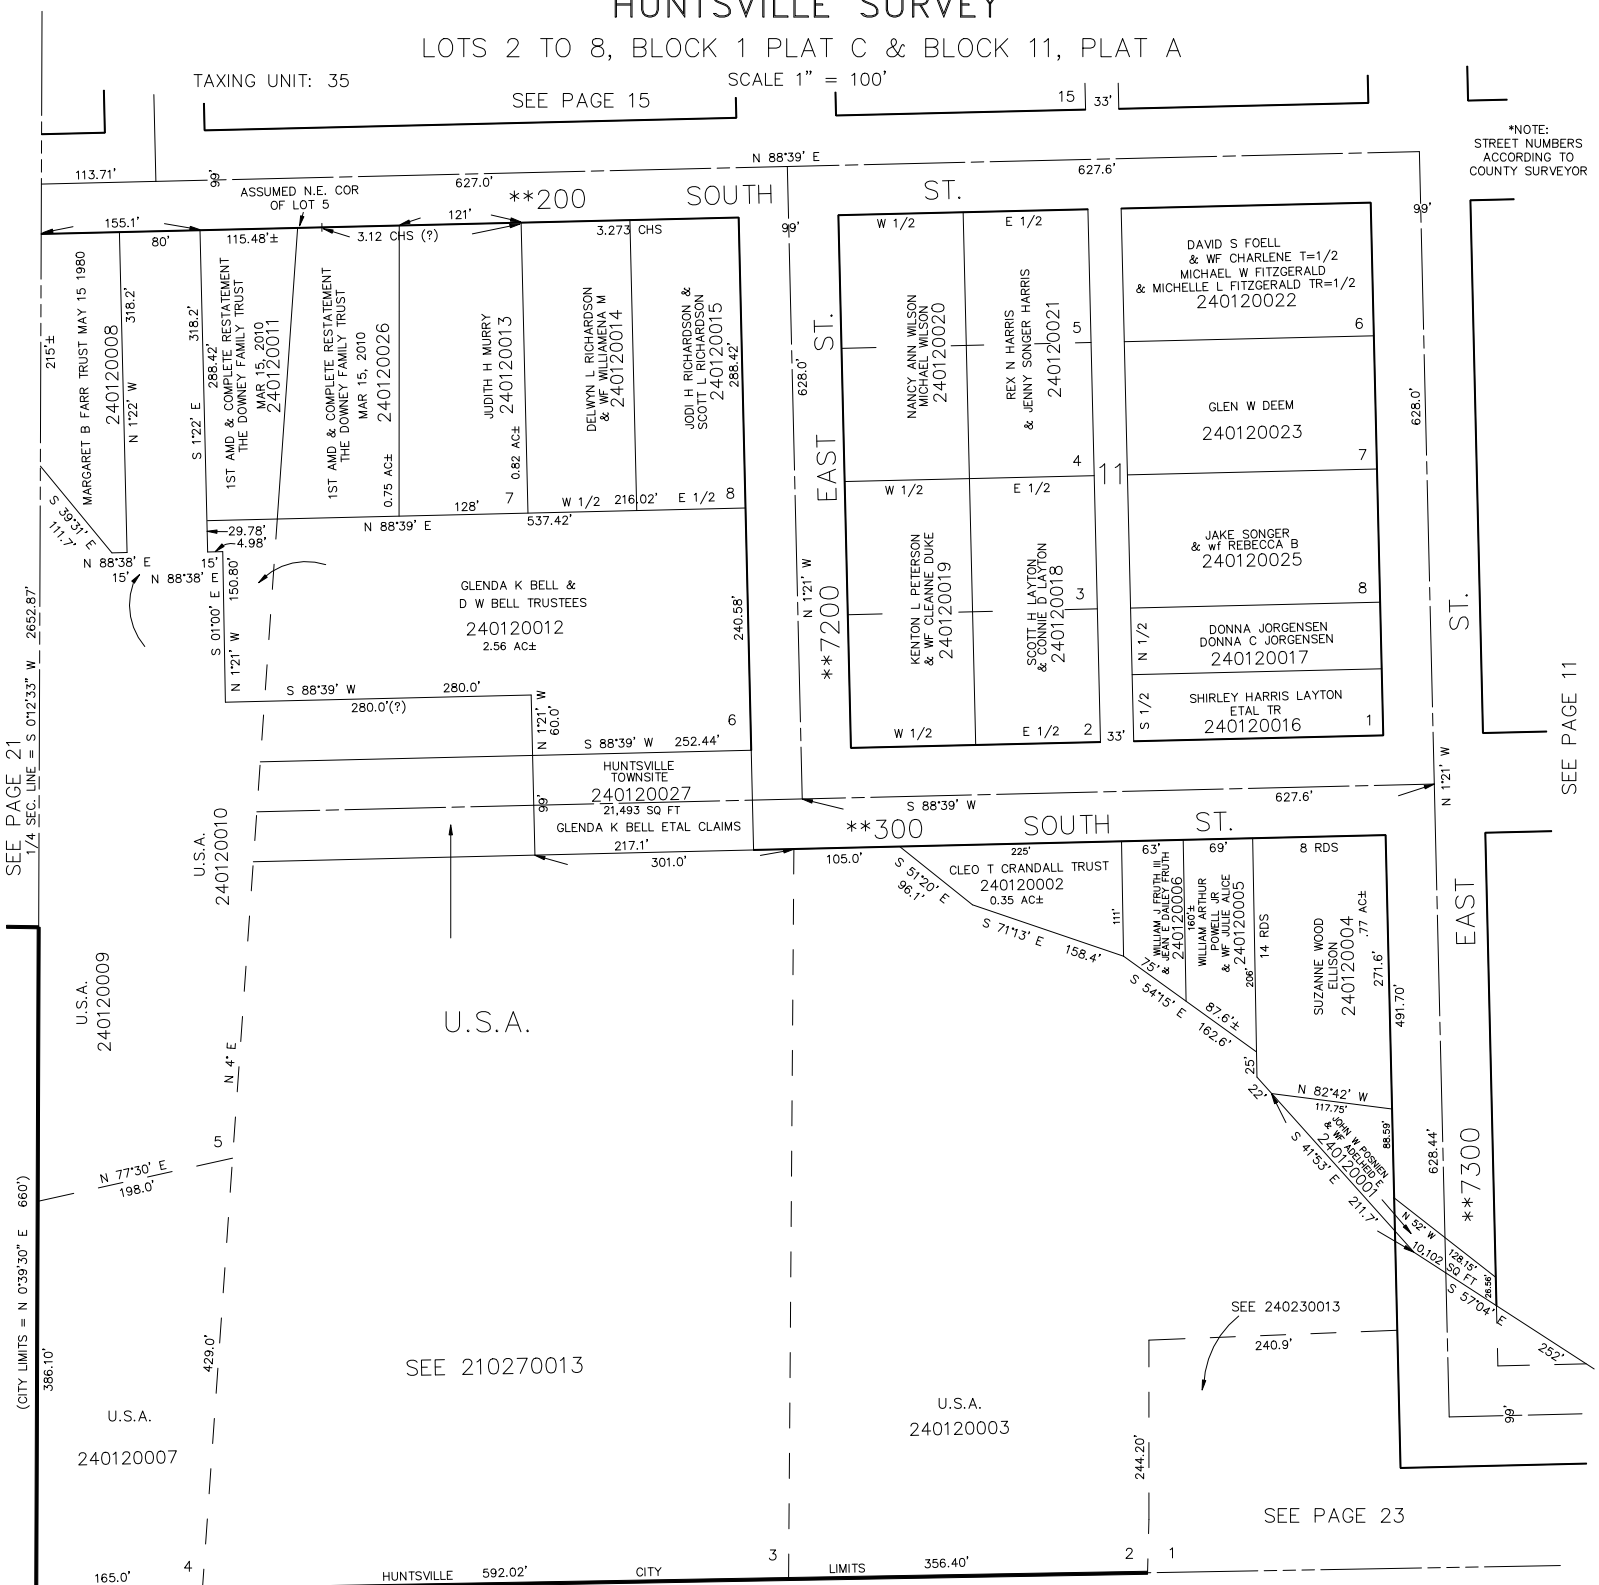 HUNTSVILLE SURVEY
LOTS 2 TO 8, BLOCK 1 PLAT C & BLOCK 11, PLAT A
TAXING UNIT: 35
SCALE 1" = 100'
SEE PAGE 15
15
33'
*NOTE:
STREET NUMBERS
ACCORDING TO
COUNTY SURVEYOR
113.71'
99'
N 88°39' E
627.0'
627.6'
ASSUMED N.E. COR
OF LOT 5
**200 SOUTH ST.
99'
99'
155.1'
80'
115.48'±
121'
3.12 CHS (?)
3.273 CHS
215'±
MARGARET B FARR TRUST MAY 15 1980
240120008
N 1°22' W
318.2'
S 1°22' E
318.2'
288.42'
1ST AMD & COMPLETE RESTATEMENT
THE DOWNEY FAMILY TRUST
MAR 15, 2010
240120011
1ST AMD & COMPLETE RESTATEMENT
THE DOWNEY FAMILY TRUST
MAR 15, 2010
240120026
0.75 AC±
JUDITH H MURRY
240120013
0.82 AC±
7
128'
DELWYN L RICHARDSON
& WF WILLIAMENA M
240120014
W 1/2
216.02'
JODI H RICHARDSON &
SCOTT L RICHARDSON
240120015
288.42'
E 1/2
8
N 88°39' E
537.42'
S 39°31' E
111.7'
N 88°38' E
15'
N 88°38' E
15'
29.78'
4.98'
150.80'
S 01°00' E
N 1°21' W
GLENDA K BELL &
D W BELL TRUSTEES
240120012
2.56 AC±
240.58'
S 88°39' W
280.0'
280.0'(?)
N 1°21' W
60.0'
6
S 88°39' W
252.44'
HUNTSVILLE
TOWNSITE
240120027
21,493 SQ FT
GLENDA K BELL ETAL CLAIMS
99'
217.1'
301.0'
628.0'
N 1°21' W
**7200 EAST ST.
W 1/2
E 1/2
NANCY ANN WILSON
MICHAEL WILSON
240120020
REX N HARRIS
& JENNY SONGER HARRIS
240120021
5
4
W 1/2
E 1/2
KENTON L PETERSON
& WF CLEANNE DUKE
240120019
SCOTT H LAYTON
& CONNIE D LAYTON
240120018
3
W 1/2
E 1/2
2
33'
11
DAVID S FOELL
& WF CHARLENE T=1/2
MICHAEL W FITZGERALD
& MICHELLE L FITZGERALD TR=1/2
240120022
6
GLEN W DEEM
240120023
7
JAKE SONGER
& wf REBECCA B
240120025
8
N 1/2
DONNA JORGENSEN
DONNA C JORGENSEN
240120017
S 1/2
SHIRLEY HARRIS LAYTON
ETAL TR
240120016
1
628.0'
N 1°21' W
**7300 EAST ST.
SEE PAGE 11
S 88°39' W
627.6'
**300 SOUTH ST.
SEE PAGE 21
1/4 SEC. LINE = S 0°12'33" W 2652.87'
U.S.A.
240120010
U.S.A.
240120009
U.S.A.
105.0'
S 51°20' E
96.1'
225'
CLEO T CRANDALL TRUST
240120002
0.35 AC±
S 71°13' E
158.4'
111'
63'
WILLIAM J FRUTH III
& JEAN E DAILEY FRUTH
240120006
160'±
75'
69'
WILLIAM ARTHUR
POWELL JR
& WF JULIE ALICE
240120005
206'
87.6'±
S 54°15' E
162.6'
8 RDS
14 RDS
SUZANNE WOOD
ELLISON
240120004
.77 AC±
271.6'
491.70'
25'
22'
N 82°42' W
117.75'
JOHN W POSNIEN
& WF ADELHEID E
240120001
88.59'
S 41°53' E
211.7'
N 52° W
128.15'
10,102 SQ FT
26.56'
S 57°04' E
252'
628.44'
99'
N 4° E
5
N 77°30' E
198.0'
(CITY LIMITS = N 0°39'30" E 660')
386.10'
429.0'
SEE 210270013
U.S.A.
240120007
U.S.A.
240120003
SEE 240230013
240.9'
244.20'
SEE PAGE 23
165.0'
4
HUNTSVILLE
592.02'
CITY
3
LIMITS
356.40'
2
1